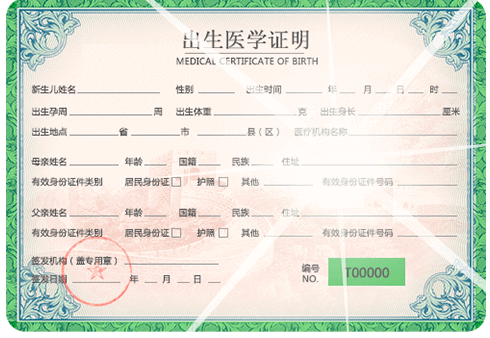 出生医学证明
MEDICAL CERTIFICATE OF BIRTH
新生儿姓名 性别 出生时间 年 月 日 时
出生孕周 周 出生体重 克 出生身长 厘米
出生地点 省 市 县(区) 医疗机构名称
母亲姓名 年龄 国籍 民族 住址
有效身份证件类别 居民身份证 护照 其他 有效身份证件号码
父亲姓名 年龄 国籍 民族 住址
有效身份证件类别 居民身份证 护照 其他 有效身份证件号码
签发机构(盖专用章)
签发日期 年 月 日
编号
NO. T00000